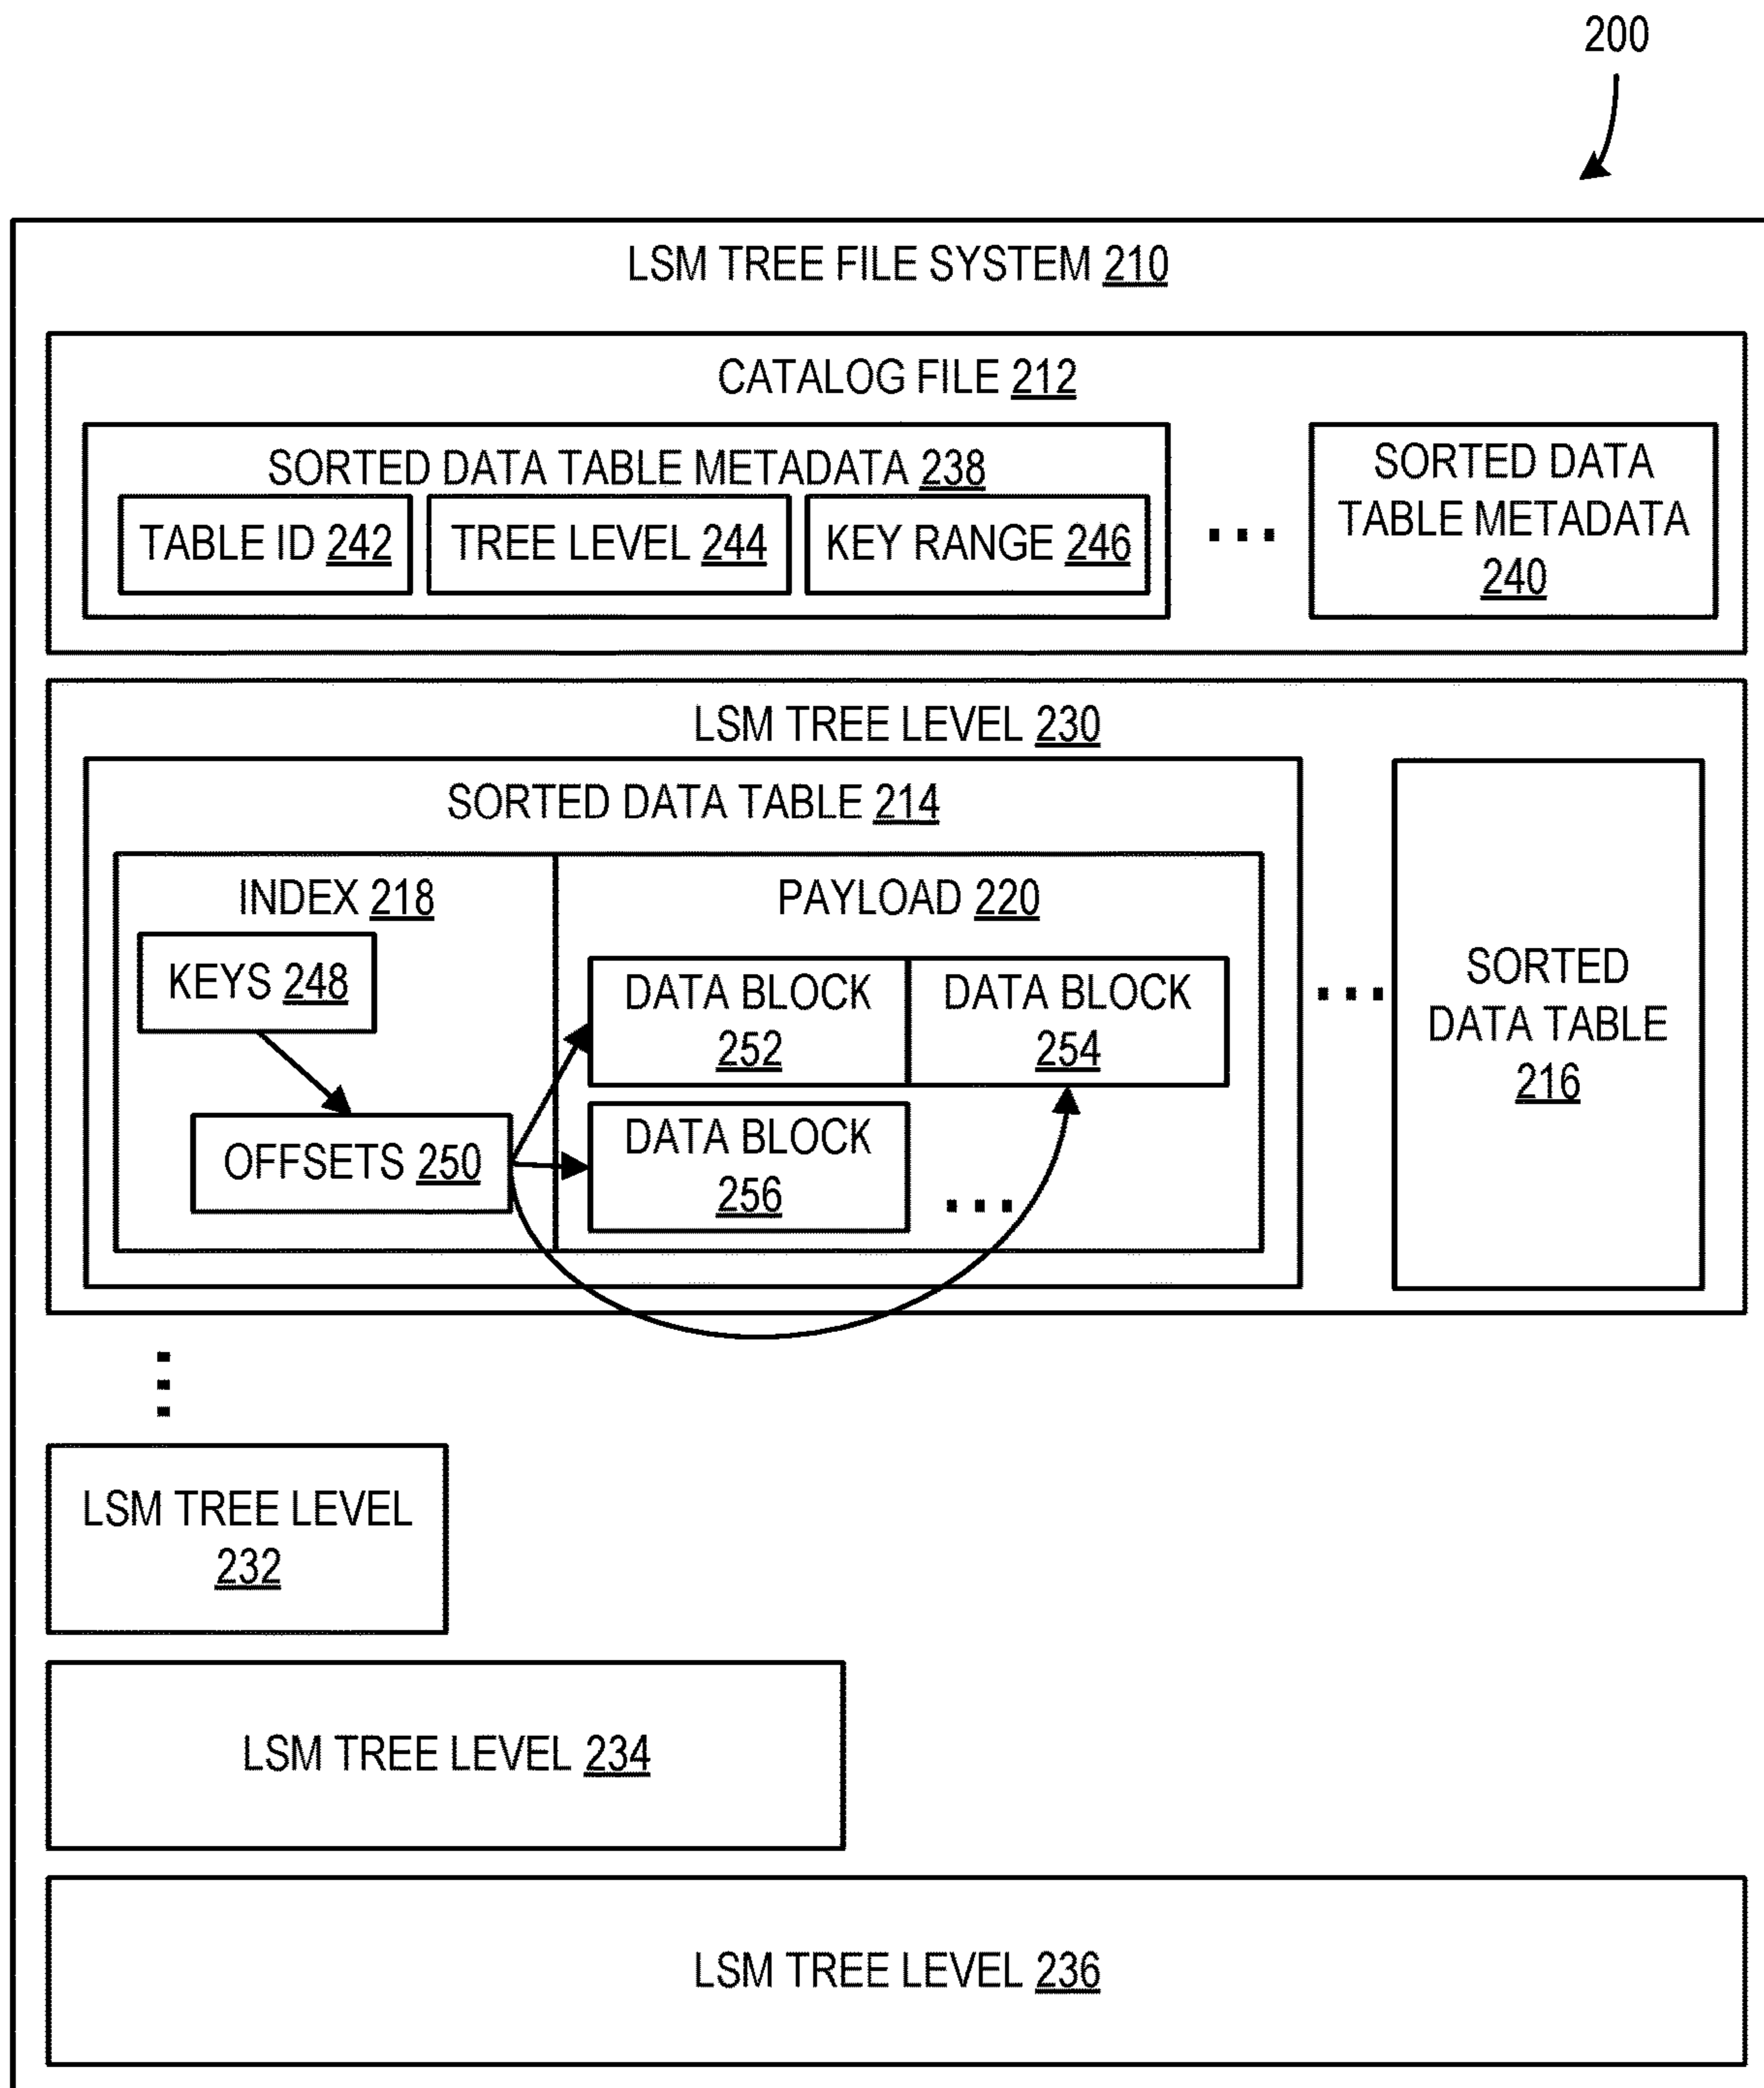 200
LSM TREE FILE SYSTEM 210
CATALOG FILE 212
SORTED DATA TABLE METADATA 238
TABLE ID 242
TREE LEVEL 244
KEY RANGE 246
...
SORTED DATA
TABLE METADATA
240
LSM TREE LEVEL 230
SORTED DATA TABLE 214
INDEX 218
KEYS 248
OFFSETS 250
PAYLOAD 220
DATA BLOCK
252
DATA BLOCK
254
DATA BLOCK
256
...
...
SORTED
DATA TABLE
216
...
LSM TREE LEVEL
232
LSM TREE LEVEL 234
LSM TREE LEVEL 236